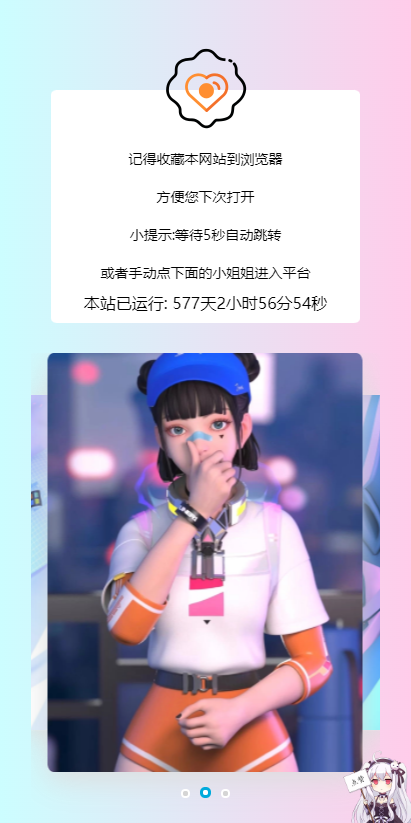 记得收藏本网站到浏览器
方便您下次打开
小提示:等待5秒自动跳转
或者手动点下面的小姐姐进入平台
本站已运行: 577天2小时56分54秒
点赞